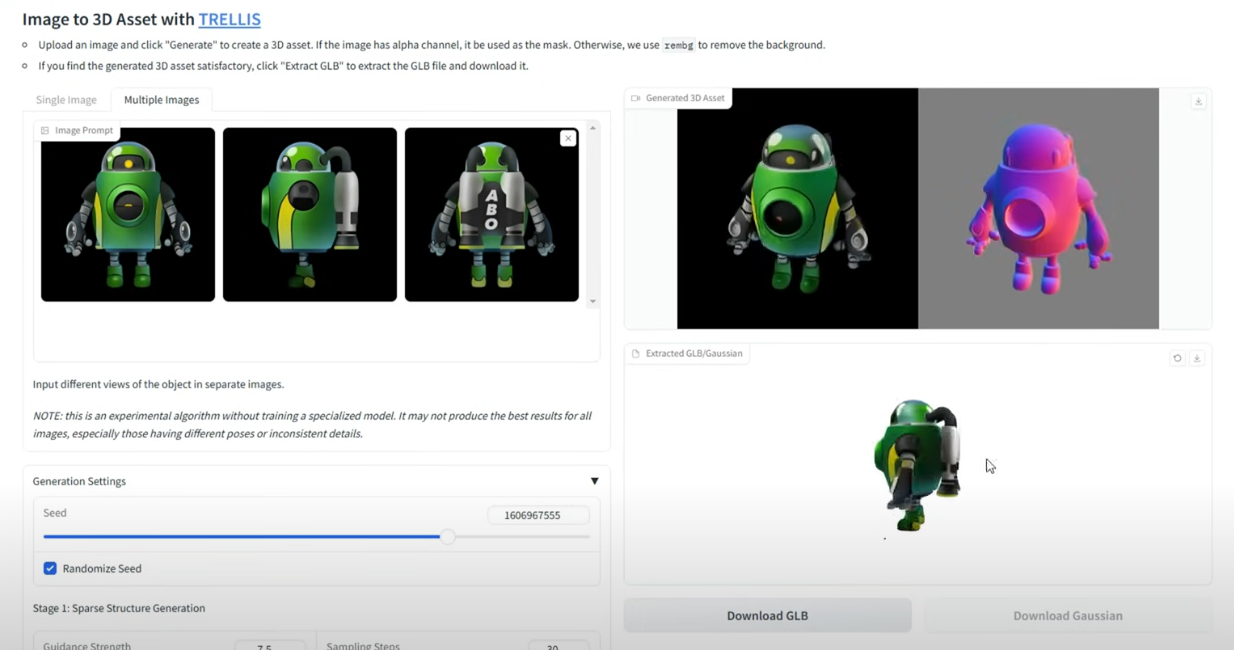 Image to 3D Asset with TRELLIS
Upload an image and click "Generate" to create a 3D asset. If the image has alpha channel, it be used as the mask. Otherwise, we use rembg to remove the background.
If you find the generated 3D asset satisfactory, click "Extract GLB" to extract the GLB file and download it.
Single Image
Multiple Images
Image Prompt
A
B
O
Input different views of the object in separate images.
NOTE: this is an experimental algorithm without training a specialized model. It may not produce the best results for all
images, especially those having different poses or inconsistent details.
Generation Settings
Seed
1606967555
Randomize Seed
Stage 1: Sparse Structure Generation
Guidance Strength
7.5
Sampling Steps
30
Generated 3D Asset
Extracted GLB/Gaussian
Download GLB
Download Gaussian